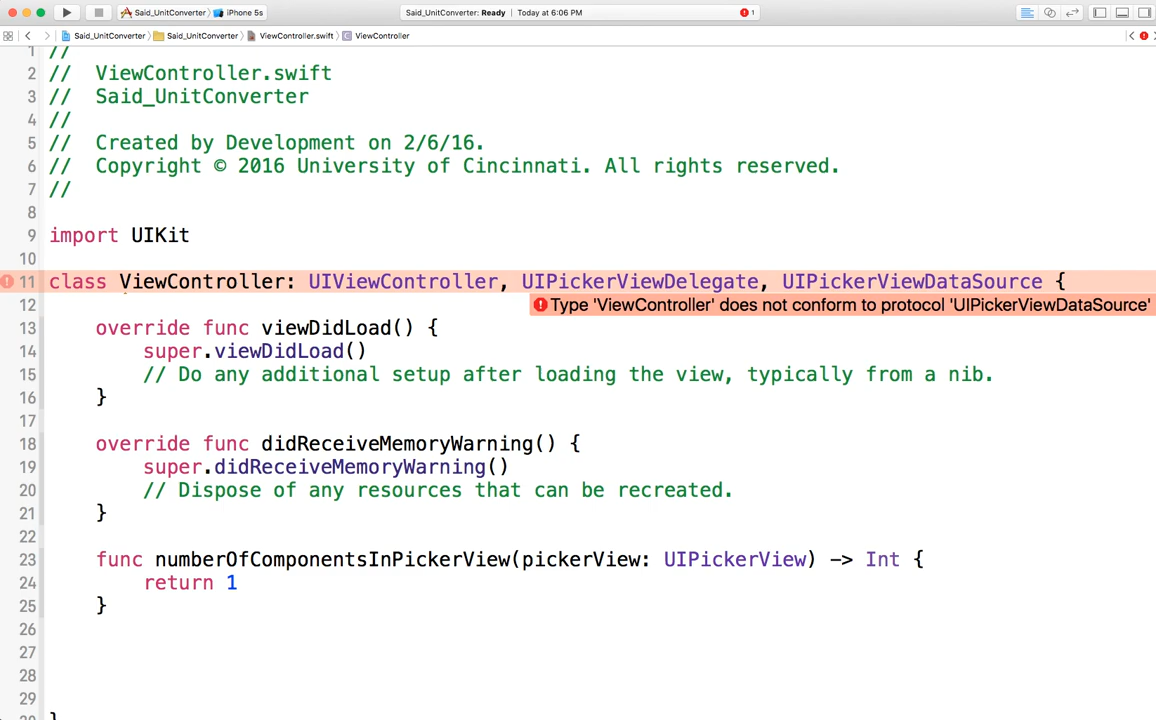 Said_UnitConverter iPhone 5s Said_UnitConverter: Ready | Today at 6:06 PM 1
Said_UnitConverter Said_UnitConverter ViewController.swift C ViewController
1 //
2 // ViewController.swift
3 // Said_UnitConverter
4 //
5 // Created by Development on 2/6/16.
6 // Copyright © 2016 University of Cincinnati. All rights reserved.
7 //
8
9 import UIKit
10
11 class ViewController: UIViewController, UIPickerViewDelegate, UIPickerViewDataSource {
12 Type 'ViewController' does not conform to protocol 'UIPickerViewDataSource'
13 override func viewDidLoad() {
14 super.viewDidLoad()
15 // Do any additional setup after loading the view, typically from a nib.
16 }
17
18 override func didReceiveMemoryWarning() {
19 super.didReceiveMemoryWarning()
20 // Dispose of any resources that can be recreated.
21 }
22
23 func numberOfComponentsInPickerView(pickerView: UIPickerView) -> Int {
24 return 1
25 }
26
27
28
29
30 }